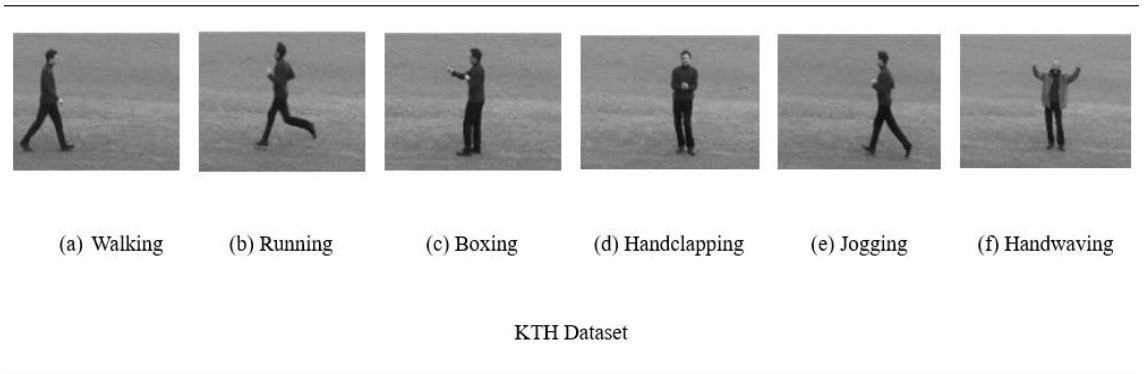 (a) Walking (b) Running (c) Boxing (d) Handclapping (e) Jogging (f) Handwaving
KTH Dataset